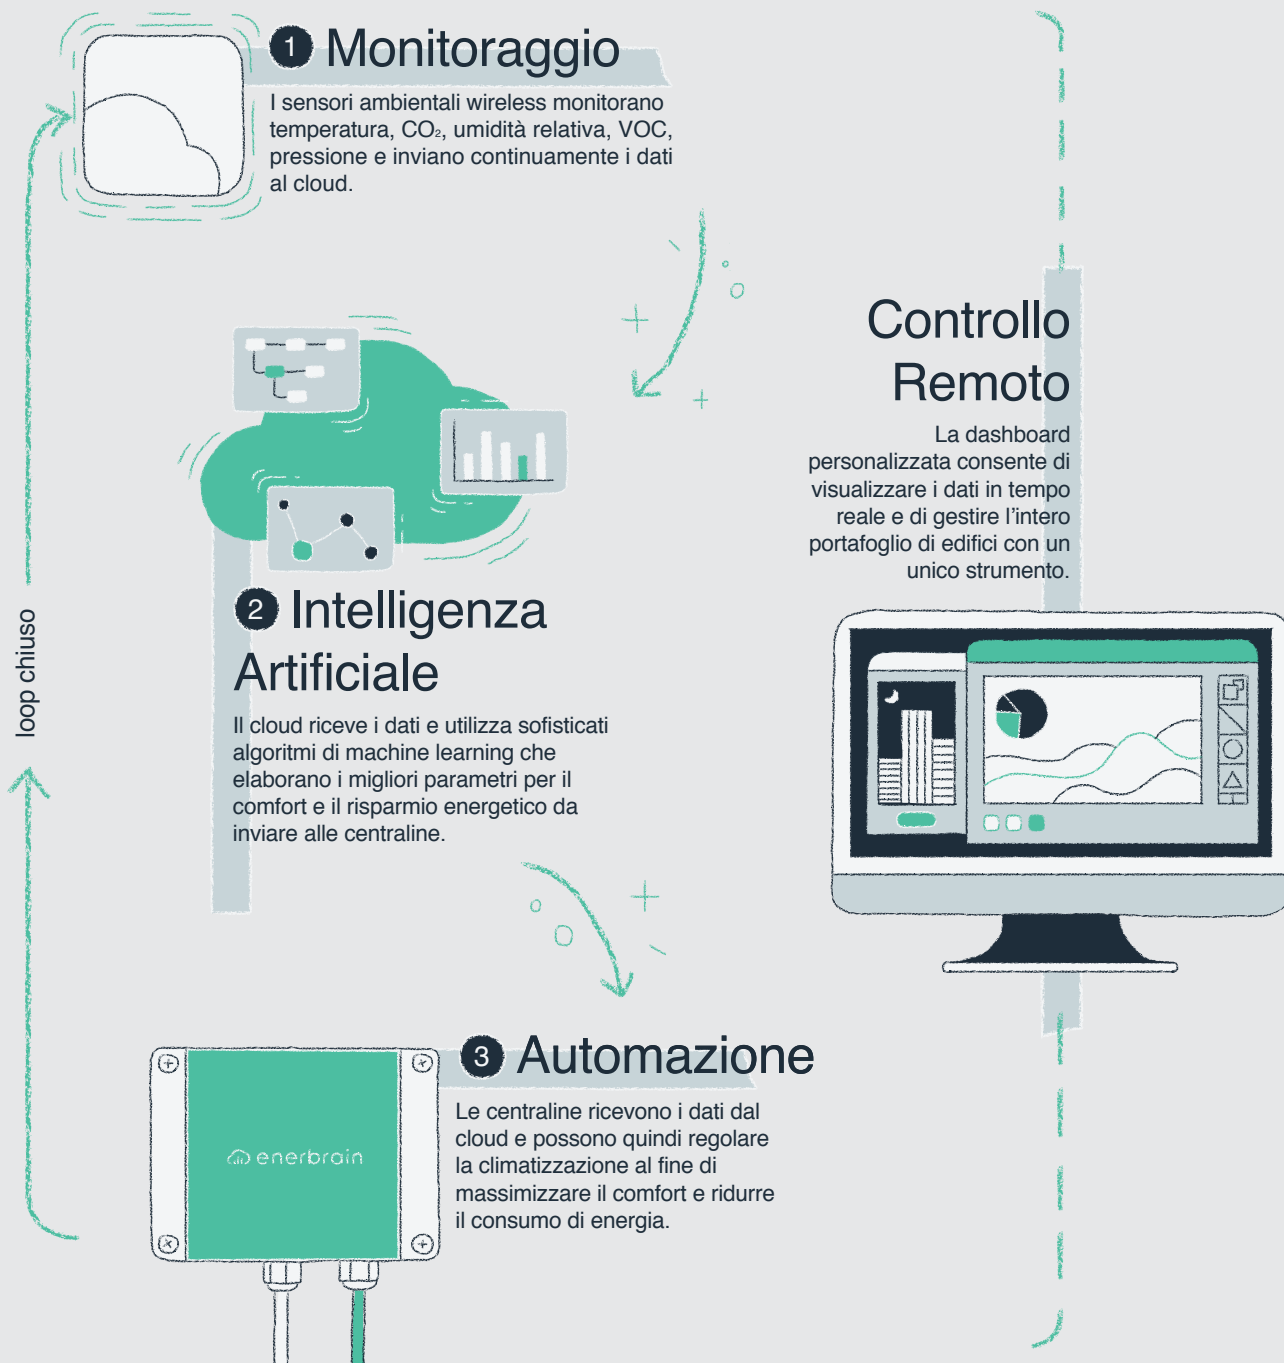 1 Monitoraggio
I sensori ambientali wireless monitorano
temperatura, CO₂, umidità relativa, VOC,
pressione e inviano continuamente i dati
al cloud.
Controllo
Remoto
La dashboard
personalizzata consente di
visualizzare i dati in tempo
reale e di gestire l’intero
portafoglio di edifici con un
unico strumento.
2 Intelligenza
Artificiale
Il cloud riceve i dati e utilizza sofisticati
algoritmi di machine learning che
elaborano i migliori parametri per il
comfort e il risparmio energetico da
inviare alle centraline.
loop chiuso
3 Automazione
Le centraline ricevono i dati dal
cloud e possono quindi regolare
la climatizzazione al fine di
massimizzare il comfort e ridurre
il consumo di energia.
enerbrain